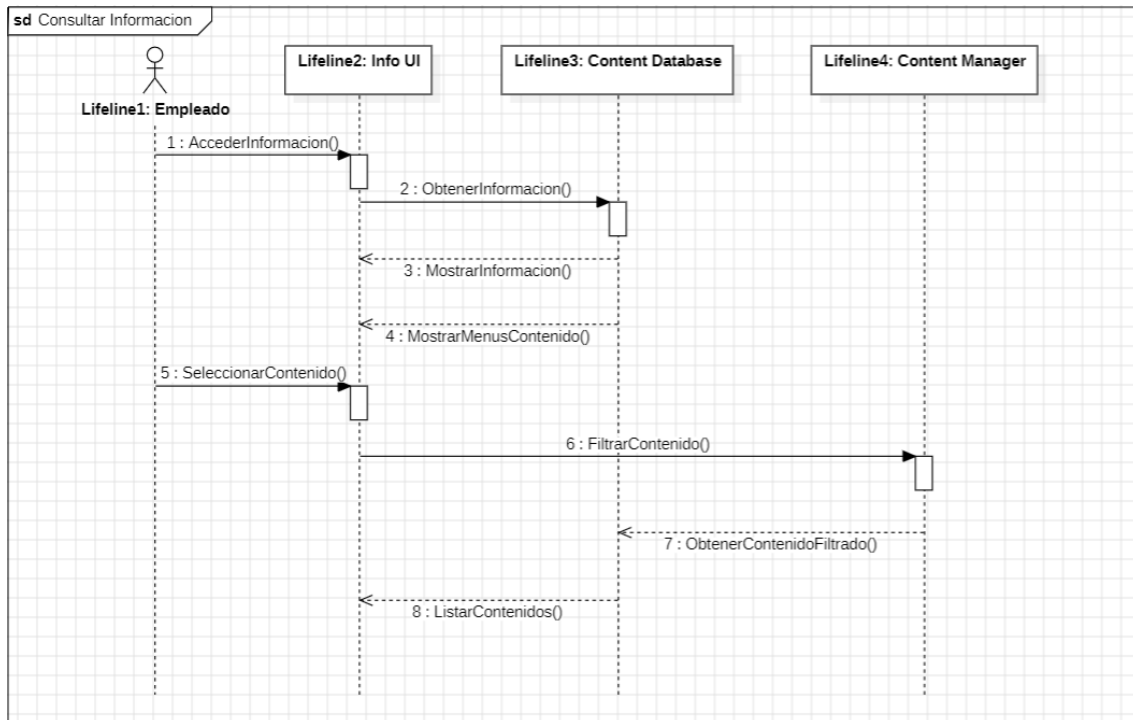 sd Consultar Informacion
Lifeline1: Empleado
Lifeline2: Info UI
Lifeline3: Content Database
Lifeline4: Content Manager
1 : AccederInformacion()
2 : ObtenerInformacion()
3 : MostrarInformacion()
4 : MostrarMenusContenido()
5 : SeleccionarContenido()
6 : FiltrarContenido()
7 : ObtenerContenidoFiltrado()
8 : ListarContenidos()